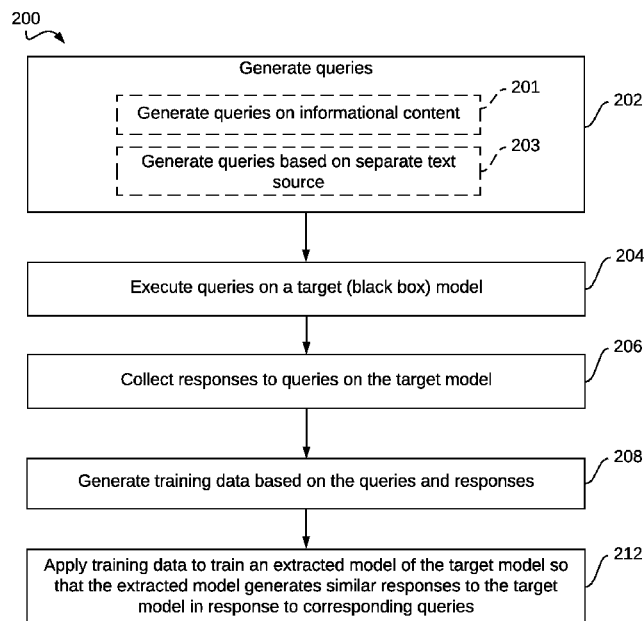 200
Generate queries
201
Generate queries on informational content
202
203
Generate queries based on separate text
source
204
Execute queries on a target (black box) model
206
Collect responses to queries on the target model
208
Generate training data based on the queries and responses
212
Apply training data to train an extracted model of the target model so
that the extracted model generates similar responses to the target
model in response to corresponding queries